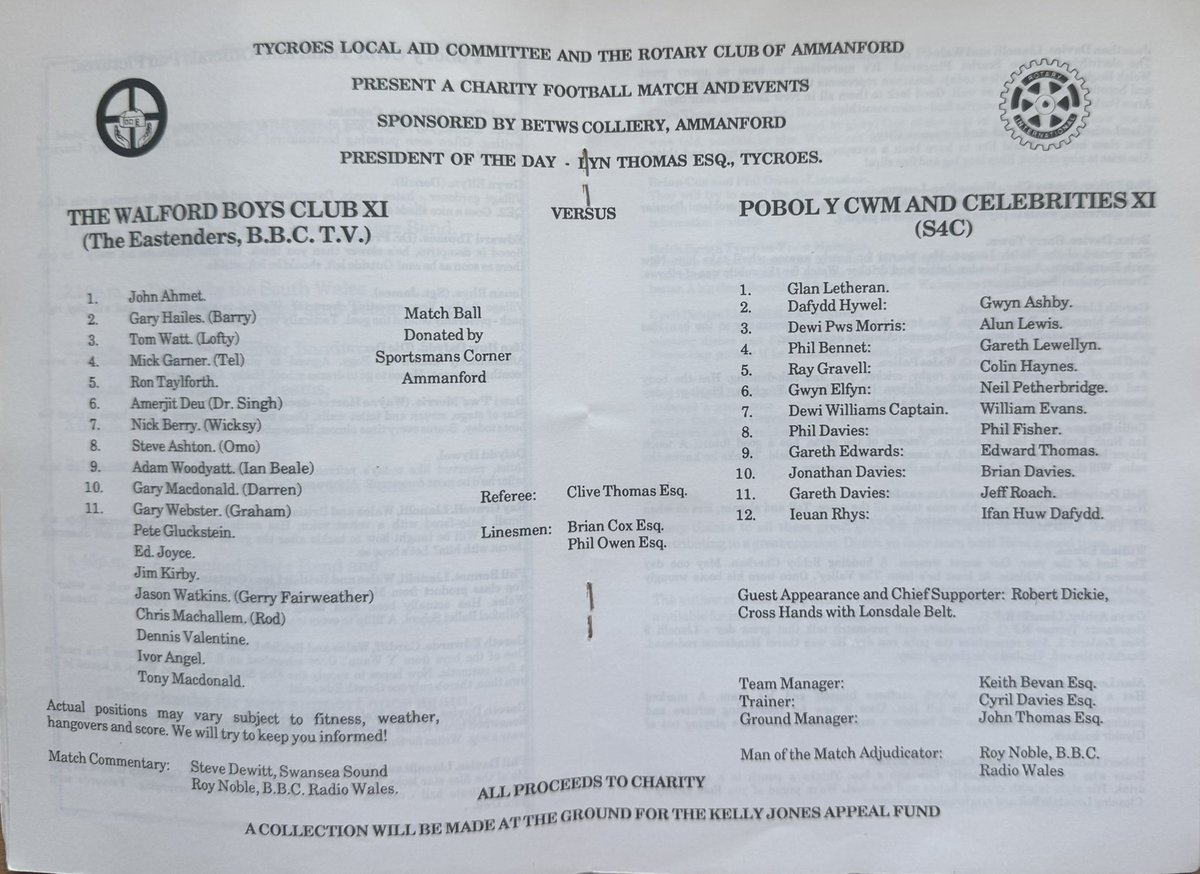 TYCROES LOCAL AID COMMITTEE AND THE ROTARY CLUB OF AMMANFORD
PRESENT A CHARITY FOOTBALL MATCH AND EVENTS
SPONSORED BY BETWS COLLIERY, AMMANFORD
PRESIDENT OF THE DAY - LYN THOMAS ESQ., TYCROES.
ROTARY
INTERNATIONAL
THE WALFORD BOYS CLUB XI
(The Eastenders, B.B.C. T.V.)
VERSUS
POBOL Y CWM AND CELEBRITIES XI
(S4C)
1. John Ahmet.
2. Gary Hailes. (Barry)
3. Tom Watt. (Lofty)
4. Mick Garner. (Tel)
5. Ron Taylforth.
6. Amerjit Deu (Dr. Singh)
7. Nick Berry. (Wicksy)
8. Steve Ashton. (Omo)
9. Adam Woodyatt. (Ian Beale)
10. Gary Macdonald. (Darren)
11. Gary Webster. (Graham)
Pete Gluckstein.
Ed. Joyce.
Jim Kirby.
Jason Watkins. (Gerry Fairweather)
Chris Machallem. (Rod)
Dennis Valentine.
Ivor Angel.
Tony Macdonald.
Actual positions may vary subject to fitness, weather,
hangovers and score. We will try to keep you informed!
Match Commentary: Steve Dewitt, Swansea Sound
Roy Noble, B.B.C. Radio Wales.
Match Ball
Donated by
Sportsmans Corner
Ammanford
Referee: Clive Thomas Esq.
Linesmen: Brian Cox Esq.
Phil Owen Esq.
1. Glan Letheran.
2. Dafydd Hywel: Gwyn Ashby.
3. Dewi Pws Morris: Alun Lewis.
4. Phil Bennet: Gareth Lewellyn.
5. Ray Gravell: Colin Haynes.
6. Gwyn Elfyn: Neil Petherbridge.
7. Dewi Williams Captain. William Evans.
8. Phil Davies: Phil Fisher.
9. Gareth Edwards: Edward Thomas.
10. Jonathan Davies: Brian Davies.
11. Gareth Davies: Jeff Roach.
12. Ieuan Rhys: Ifan Huw Dafydd.
Guest Appearance and Chief Supporter: Robert Dickie,
Cross Hands with Lonsdale Belt.
Team Manager: Keith Bevan Esq.
Trainer: Cyril Davies Esq.
Ground Manager: John Thomas Esq.
Man of the Match Adjudicator: Roy Noble, B.B.C.
Radio Wales
ALL PROCEEDS TO CHARITY
A COLLECTION WILL BE MADE AT THE GROUND FOR THE KELLY JONES APPEAL FUND